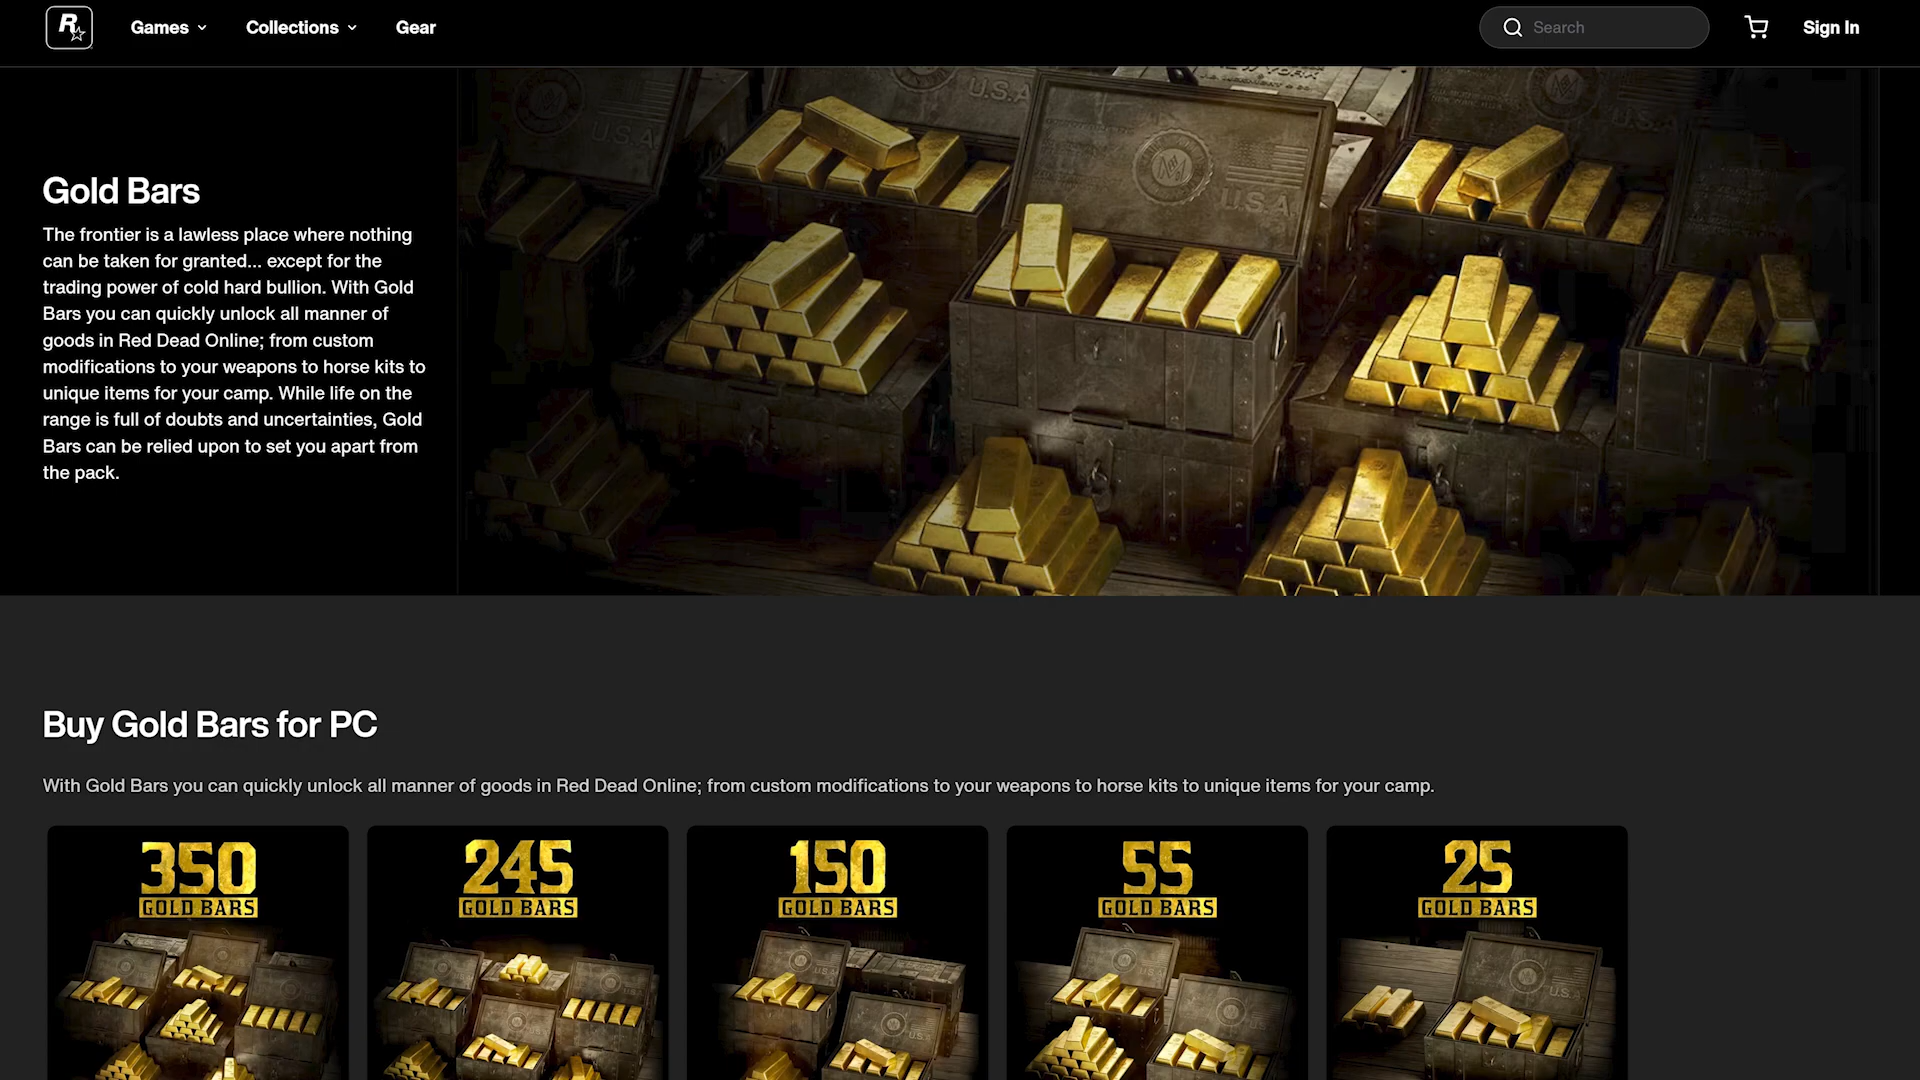 Games
Collections
Gear
Search
Sign In
U.S.A.
U.S.A.
U.S.A.
Gold Bars
The frontier is a lawless place where nothing
can be taken for granted... except for the
trading power of cold hard bullion. With Gold
Bars you can quickly unlock all manner of
goods in Red Dead Online; from custom
modifications to your weapons to horse kits to
unique items for your camp. While life on the
range is full of doubts and uncertainties, Gold
Bars can be relied upon to set you apart from
the pack.
Buy Gold Bars for PC
With Gold Bars you can quickly unlock all manner of goods in Red Dead Online; from custom modifications to your weapons to horse kits to unique items for your camp.
350
GOLD BARS
245
GOLD BARS
150
GOLD BARS
55
GOLD BARS
25
GOLD BARS